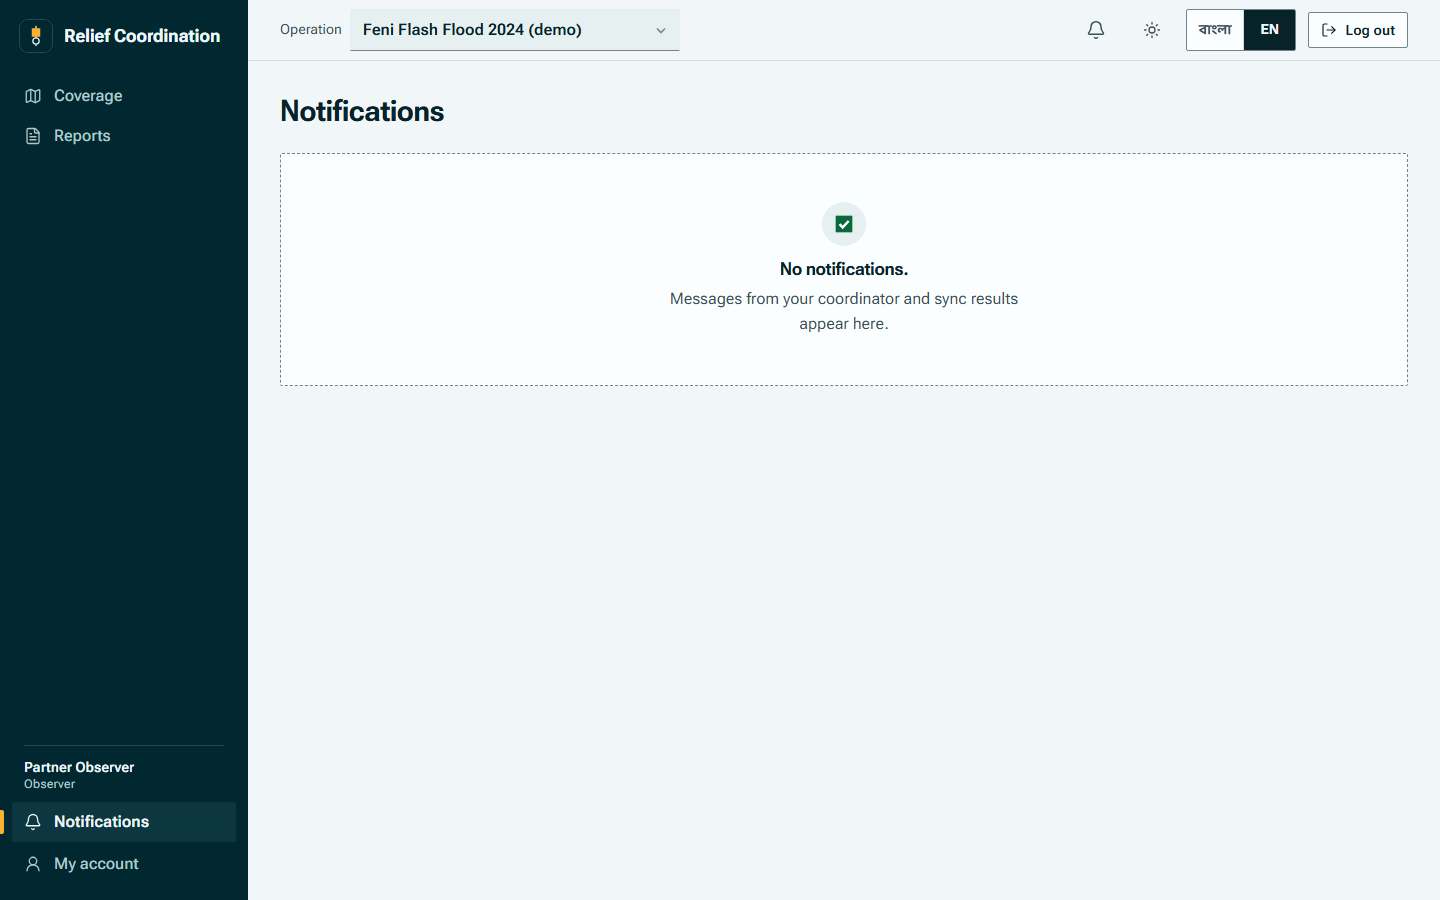 Relief Coordination
Coverage
Reports
Partner Observer
Observer
Notifications
My account
Operation
Feni Flash Flood 2024 (demo)
বাংলা
EN
Log out
Notifications
No notifications.
Messages from your coordinator and sync results
appear here.